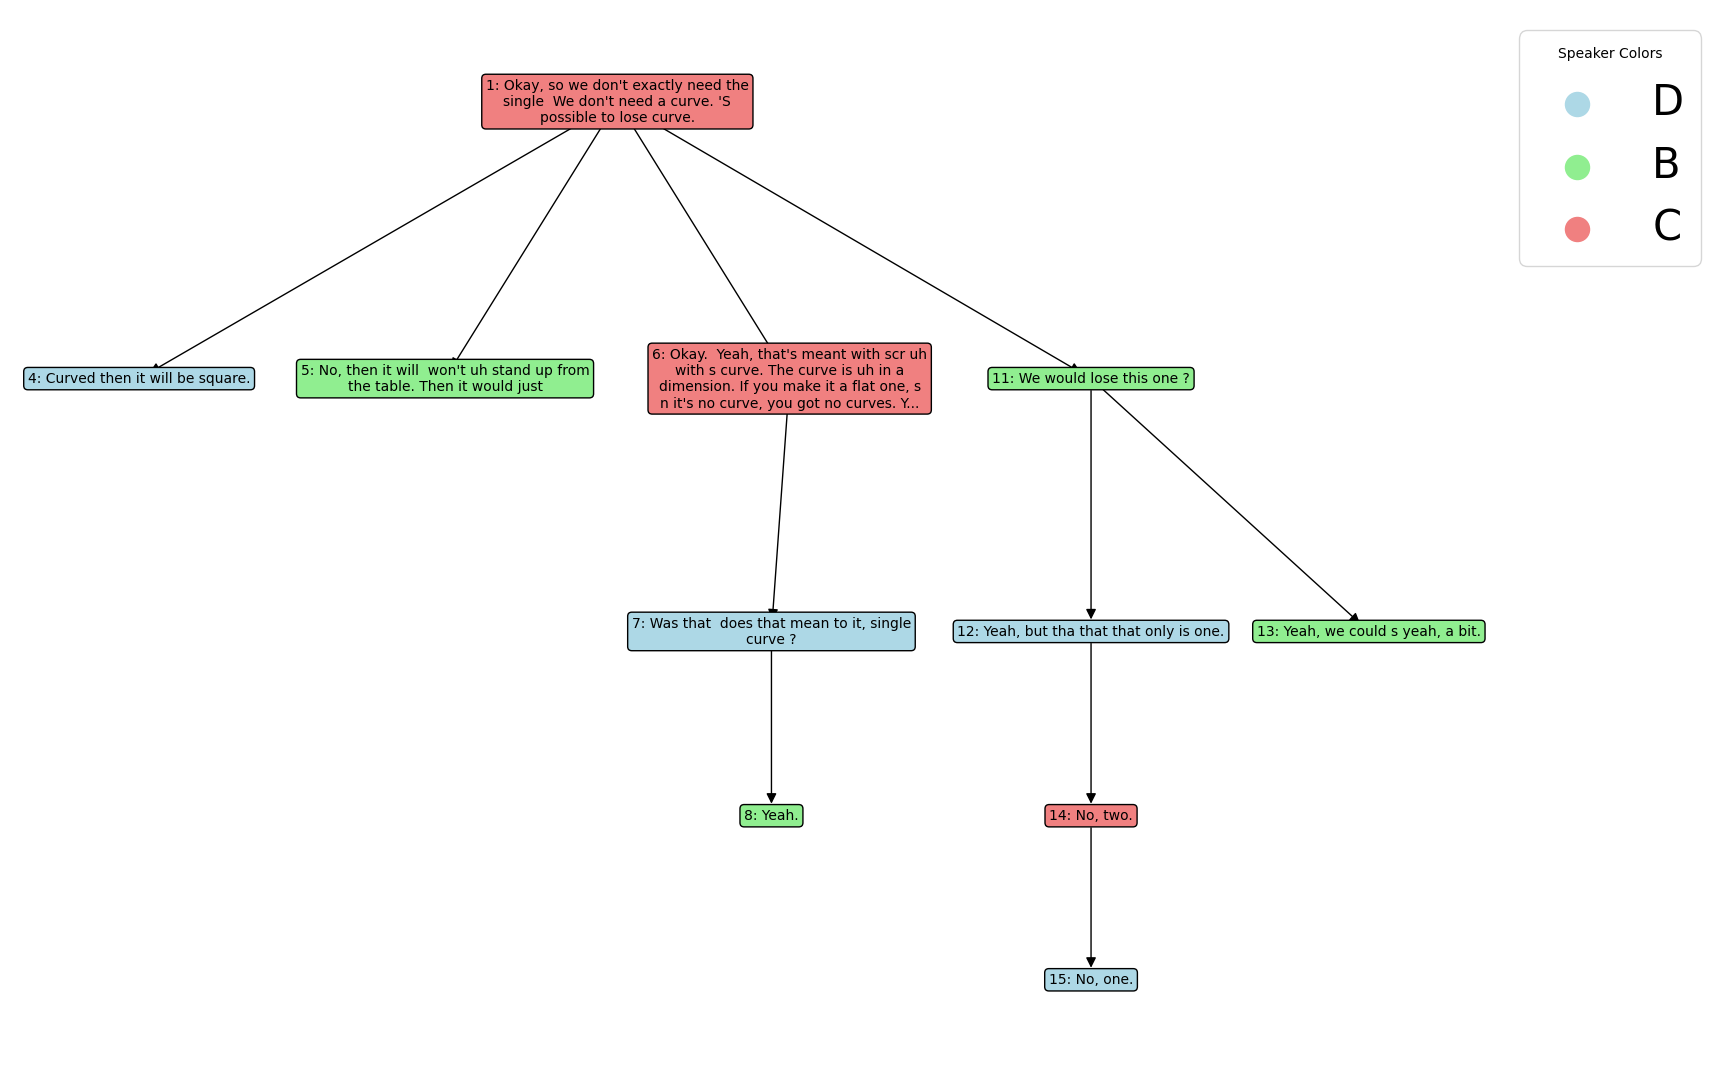 1: Okay, so we don't exactly need the
single  We don't need a curve. 'S
possible to lose curve.
Speaker Colors
D
B
C
4: Curved then it will be square.
5: No, then it will  won't uh stand up from
the table. Then it would just
6: Okay.  Yeah, that's meant with scr uh
with s curve. The curve is uh in a
dimension. If you make it a flat one, s
n it's no curve, you got no curves. Y...
11: We would lose this one ?
7: Was that  does that mean to it, single
curve ?
12: Yeah, but tha that that only is one.
13: Yeah, we could s yeah, a bit.
8: Yeah.
14: No, two.
15: No, one.